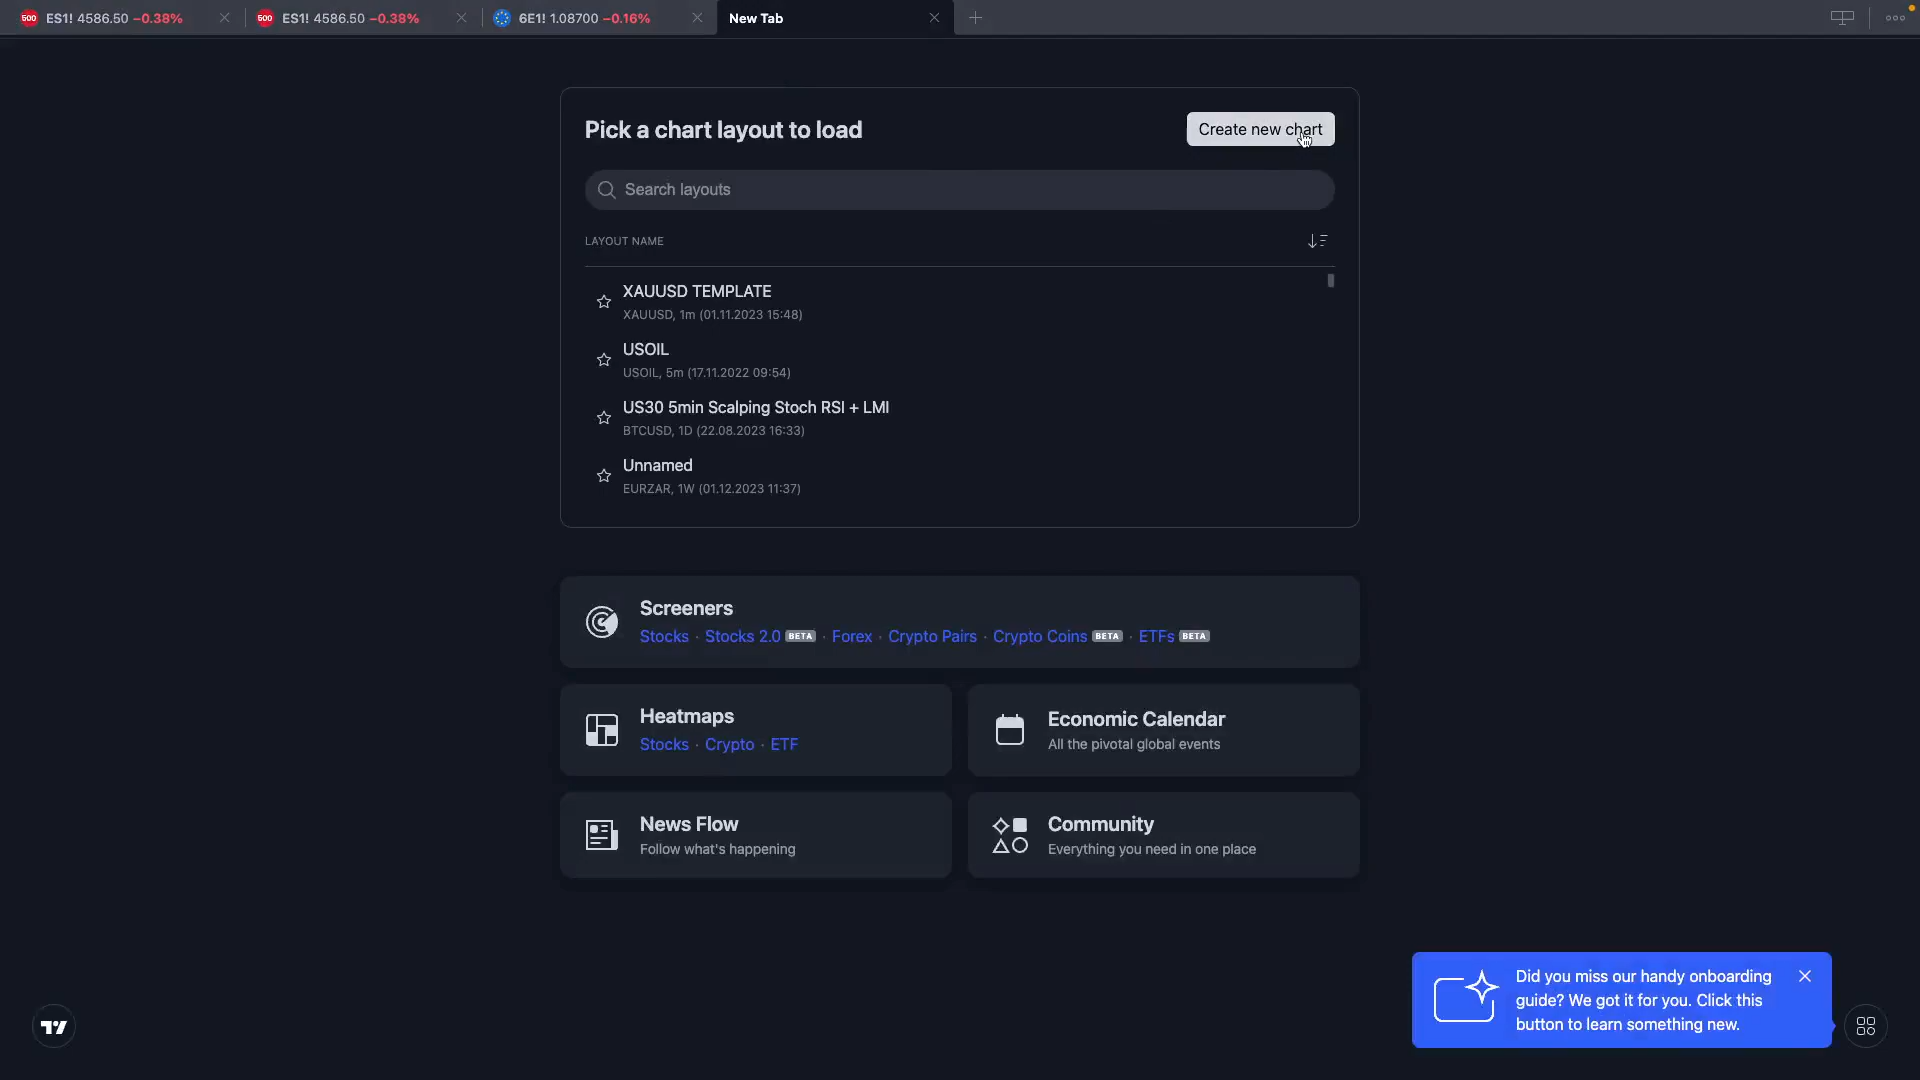 500 ES1! 4586.50 −0.38%
500 ES1! 4586.50 −0.38%
6E1! 1.08700 −0.16%
New Tab
Pick a chart layout to load
Create new chart
Search layouts
LAYOUT NAME
XAUUSD TEMPLATE
XAUUSD, 1m (01.11.2023 15:48)
USOIL
USOIL, 5m (17.11.2022 09:54)
US30 5min Scalping Stoch RSI + LMI
BTCUSD, 1D (22.08.2023 16:33)
Unnamed
EURZAR, 1W (01.12.2023 11:37)
Screeners
Stocks · Stocks 2.0 BETA · Forex · Crypto Pairs · Crypto Coins BETA · ETFs BETA
Heatmaps
Stocks · Crypto · ETF
Economic Calendar
All the pivotal global events
News Flow
Follow what's happening
Community
Everything you need in one place
Did you miss our handy onboarding
guide? We got it for you. Click this
button to learn something new.